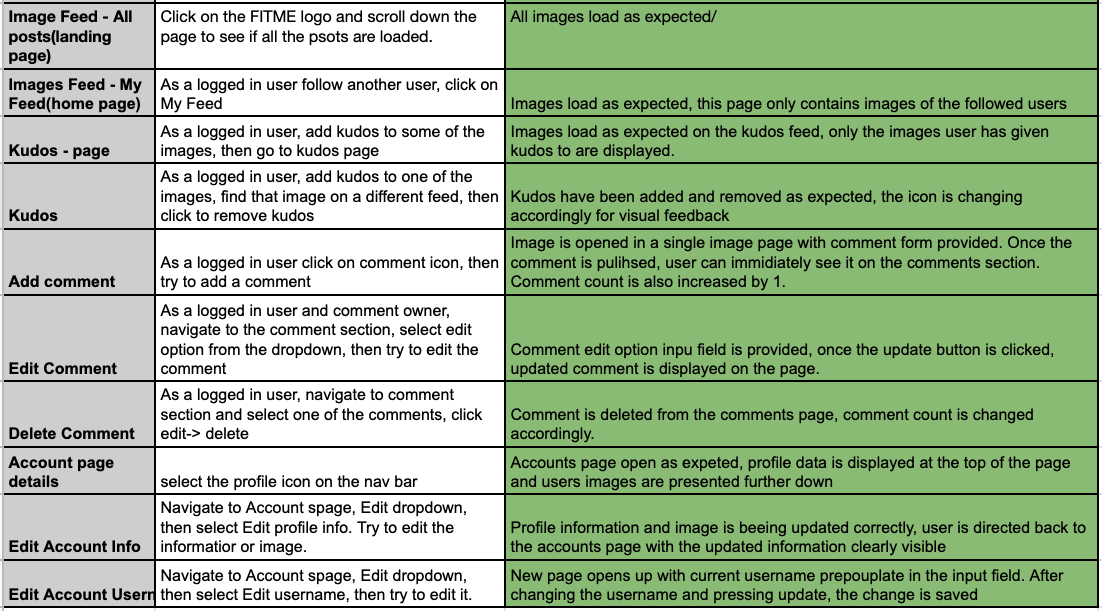 Image Feed - All
posts(landing
page)
Click on the FITME logo and scroll down the
page to see if all the psots are loaded.
All images load as expected/
Images Feed - My
Feed(home page)
As a logged in user follow another user, click on
My Feed
Images load as expected, this page only contains images of the followed users
Kudos - page
As a logged in user, add kudos to some of the
images, then go to kudos page
Images load as expected on the kudos feed, only the images user has given
kudos to are displayed.
Kudos
As a logged in user, add kudos to one of the
images, find that image on a different feed, then
click to remove kudos
Kudos have been added and removed as expected, the icon is changing
accordingly for visual feedback
Add comment
As a logged in user click on comment icon, then
try to add a comment
Image is opened in a single image page with comment form provided. Once the
comment is pulihsed, user can immidiately see it on the comments section.
Comment count is also increased by 1.
Edit Comment
As a logged in user and comment owner,
navigate to the comment section, select edit
option from the dropdown, then try to edit the
comment
Comment edit option inpu field is provided, once the update button is clicked,
updated comment is displayed on the page.
Delete Comment
As a logged in user, navigate to comment
section and select one of the comments, click
edit-> delete
Comment is deleted from the comments page, comment count is changed
accordingly.
Account page
details
select the profile icon on the nav bar
Accounts page open as expeted, profile data is displayed at the top of the page
and users images are presented further down
Edit Account Info
Navigate to Account spage, Edit dropdown,
then select Edit profile info. Try to edit the
informatior or image.
Profile information and image is beeing updated correctly, user is directed back to
the accounts page with the updated information clearly visible
Edit Account Usern
Navigate to Account spage, Edit dropdown,
then select Edit username, then try to edit it.
New page opens up with current username prepouplate in the input field. After
changing the username and pressing update, the change is saved